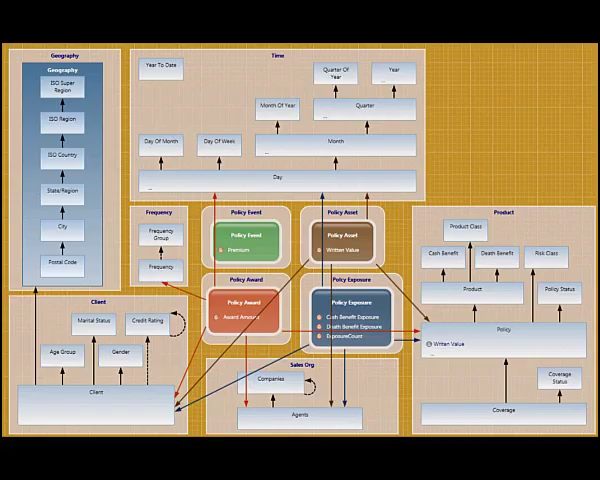 Geography
Geography
ISO Super
Region
ISO Region
ISO Country
State/Region
City
Postal Code
Time
Year To Date
Quarter Of
Year
Year
...
Month Of Year
Quarter
...
Day Of Month
Day Of Week
Month
...
Day
...
Frequency
Frequency
Group
Frequency
Policy Event
Policy Event
Premium
Policy Asset
Policy Asset
Written Value
Policy Award
Policy Award
Award Amount
Policy Exposure
Policy Exposure
Cash Benefit Exposure
Death Benefit Exposure
ExposureCount
Product
Product Class
Cash Benefit
Death Benefit
Risk Class
Product
Policy Status
Policy
Written Value
...
Coverage
Status
Coverage
Client
Marital Status
Credit Rating
Age Group
Gender
Client
Sales Org
Companies
Agents